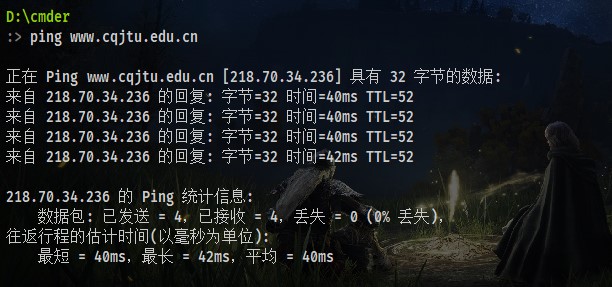 D:\cmder
:> ping www.cqjtu.edu.cn
正在 Ping www.cqjtu.edu.cn [218.70.34.236] 具有 32 字节的数据:
来自 218.70.34.236 的回复: 字节=32 时间=40ms TTL=52
来自 218.70.34.236 的回复: 字节=32 时间=40ms TTL=52
来自 218.70.34.236 的回复: 字节=32 时间=40ms TTL=52
来自 218.70.34.236 的回复: 字节=32 时间=42ms TTL=52
218.70.34.236 的 Ping 统计信息:
数据包: 已发送 = 4，已接收 = 4，丢失 = 0 (0% 丢失)，
往返行程的估计时间(以毫秒为单位):
最短 = 40ms，最长 = 42ms，平均 = 40ms